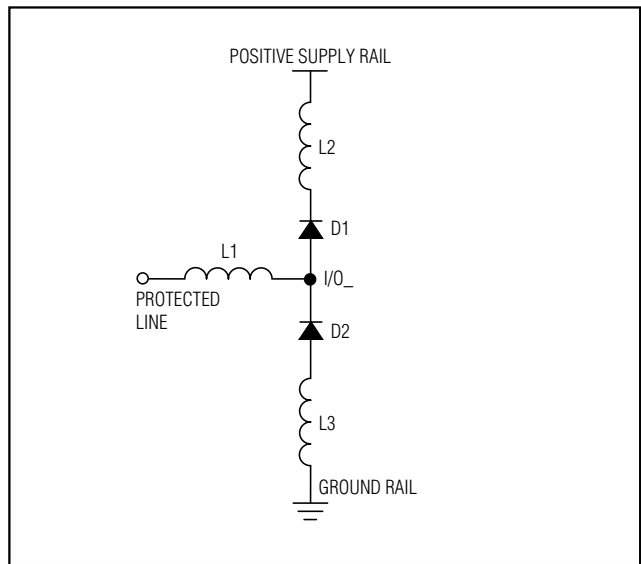 POSITIVE SUPPLY RAIL
L2
D1
L1
I/O_
PROTECTED
LINE
D2
L3
GROUND RAIL